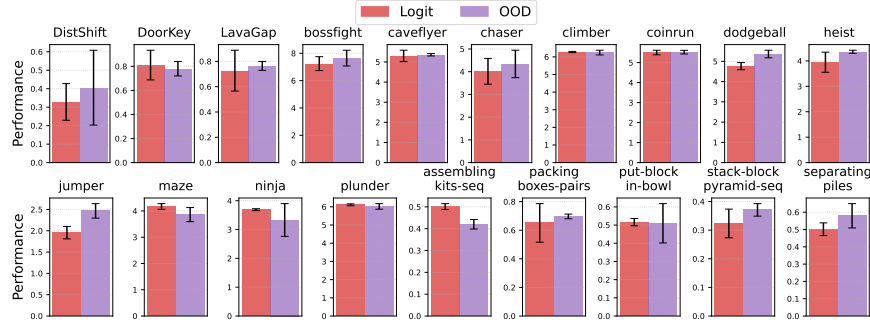 Logit OOD
DistShift DoorKey LavaGap bossfight caveflyer chaser climber coinrun dodgeball heist
Performance
0.6 0.5 0.4 0.3 0.2 0.1 0.0
0.8 0.6 0.4 0.2 0.0
0.8 0.6 0.4 0.2 0.0
8 6 4 2 0
5 4 3 2 1 0
5 4 3 2 1 0
6 5 4 3 2 1 0
5 4 3 2 1 0
5 4 3 2 1 0
4 3 2 1 0
jumper maze ninja plunder assembling kits-seq packing boxes-pairs put-block in-bowl stack-block pyramid-seq separating piles
Performance
2.5 2.0 1.5 1.0 0.5 0.0
4 3 2 1 0
4 3 2 1 0
6 5 4 3 2 1 0
0.5 0.4 0.3 0.2 0.1 0.0
0.8 0.6 0.4 0.2 0.0
0.6 0.5 0.4 0.3 0.2 0.1 0.0
0.4 0.3 0.2 0.1 0.0
0.6 0.4 0.2 0.0